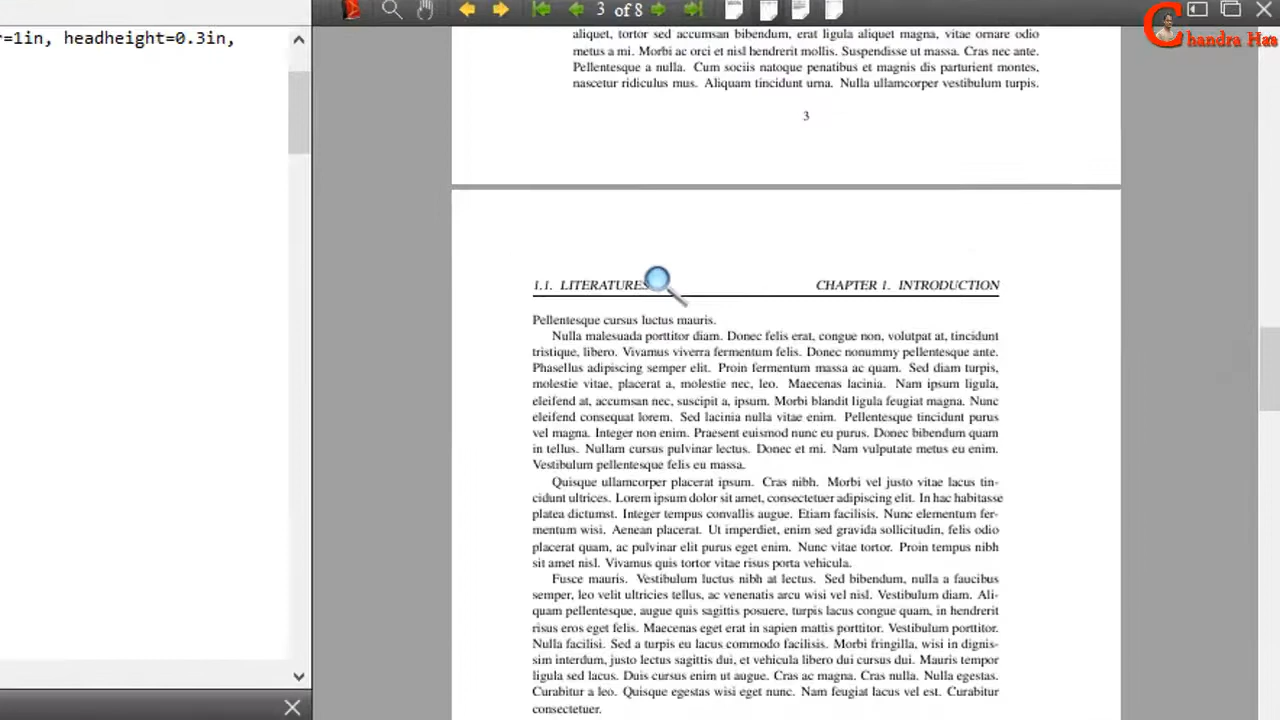 r=1in, headheight=0.3in,
3 of 8
Chandra Has
aliquet, tortor sed accumsan bibendum, erat ligula aliquet magna, vitae ornare odio
metus a mi. Morbi ac orci et nisl hendrerit mollis. Suspendisse ut massa. Cras nec ante.
Pellentesque a nulla. Cum sociis natoque penatibus et magnis dis parturient montes,
nascetur ridiculus mus. Aliquam tincidunt urna. Nulla ullamcorper vestibulum turpis.
3
1.1. LITERATURES
CHAPTER 1. INTRODUCTION
Pellentesque cursus luctus mauris.
Nulla malesuada porttitor diam. Donec felis erat, congue non, volutpat at, tincidunt
tristique, libero. Vivamus viverra fermentum felis. Donec nonummy pellentesque ante.
Phasellus adipiscing semper elit. Proin fermentum massa ac quam. Sed diam turpis,
molestie vitae, placerat a, molestie nec, leo. Maecenas lacinia. Nam ipsum ligula,
eleifend at, accumsan nec, suscipit a, ipsum. Morbi blandit ligula feugiat magna. Nunc
eleifend consequat lorem. Sed lacinia nulla vitae enim. Pellentesque tincidunt purus
vel magna. Integer non enim. Praesent euismod nunc eu purus. Donec bibendum quam
in tellus. Nullam cursus pulvinar lectus. Donec et mi. Nam vulputate metus eu enim.
Vestibulum pellentesque felis eu massa.
Quisque ullamcorper placerat ipsum. Cras nibh. Morbi vel justo vitae lacus tin-
cidunt ultrices. Lorem ipsum dolor sit amet, consectetuer adipiscing elit. In hac habitasse
platea dictumst. Integer tempus convallis augue. Etiam facilisis. Nunc elementum fer-
mentum wisi. Aenean placerat. Ut imperdiet, enim sed gravida sollicitudin, felis odio
placerat quam, ac pulvinar elit purus eget enim. Nunc vitae tortor. Proin tempus nibh
sit amet nisl. Vivamus quis tortor vitae risus porta vehicula.
Fusce mauris. Vestibulum luctus nibh at lectus. Sed bibendum, nulla a faucibus
semper, leo velit ultricies tellus, ac venenatis arcu wisi vel nisl. Vestibulum diam. Ali-
quam pellentesque, augue quis sagittis posuere, turpis lacus congue quam, in hendrerit
risus eros eget felis. Maecenas eget erat in sapien mattis porttitor. Vestibulum porttitor.
Nulla facilisi. Sed a turpis eu lacus commodo facilisis. Morbi fringilla, wisi in dignis-
sim interdum, justo lectus sagittis dui, et vehicula libero dui cursus dui. Mauris tempor
ligula sed lacus. Duis cursus enim ut augue. Cras ac magna. Cras nulla. Nulla egestas.
Curabitur a leo. Quisque egestas wisi eget nunc. Nam feugiat lacus vel est. Curabitur
consectetuer.